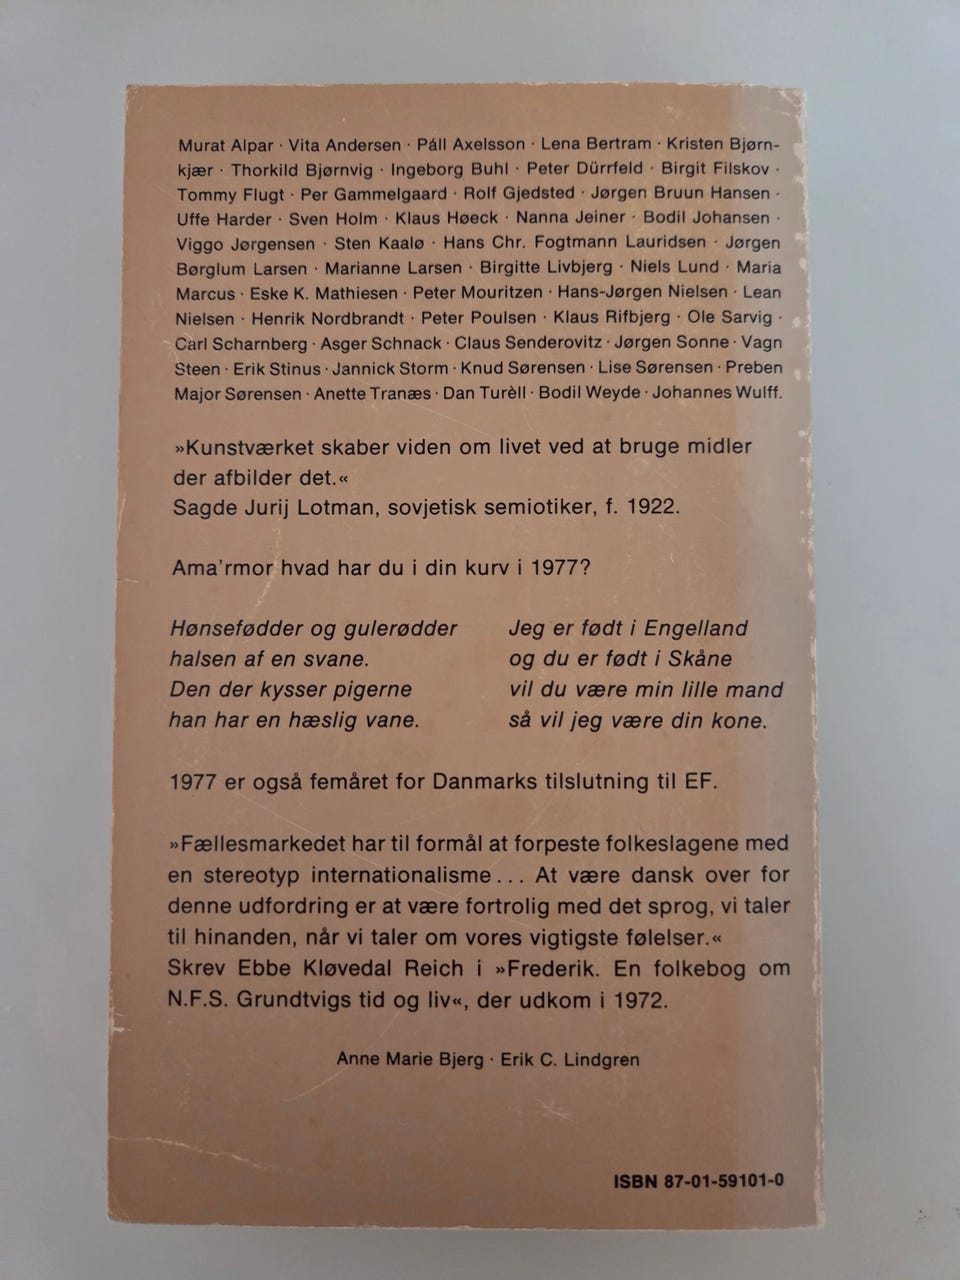 Murat Alpar · Vita Andersen · Páll Axelsson · Lena Bertram · Kristen Bjørn-
kjær · Thorkild Bjørnvig · Ingeborg Buhl · Peter Dürrfeld · Birgit Filskov ·
Tommy Flugt · Per Gammelgaard · Rolf Gjedsted · Jørgen Bruun Hansen ·
Uffe Harder · Sven Holm · Klaus Høeck · Nanna Jeiner · Bodil Johansen ·
Viggo Jørgensen · Sten Kaalø · Hans Chr. Fogtmann Lauridsen · Jørgen
Børglum Larsen · Marianne Larsen · Birgitte Livbjerg · Niels Lund · Maria
Marcus · Eske K. Mathiesen · Peter Mouritzen · Hans-Jørgen Nielsen · Lean
Nielsen · Henrik Nordbrandt · Peter Poulsen · Klaus Rifbjerg · Ole Sarvig ·
Carl Scharnberg · Asger Schnack · Claus Senderovitz · Jørgen Sonne · Vagn
Steen · Erik Stinus · Jannick Storm · Knud Sørensen · Lise Sørensen · Preben
Major Sørensen · Anette Tranæs · Dan Turèll · Bodil Weyde · Johannes Wulff.
»Kunstværket skaber viden om livet ved at bruge midler
der afbilder det.«
Sagde Jurij Lotman, sovjetisk semiotiker, f. 1922.
Ama'rmor hvad har du i din kurv i 1977?
Hønsefødder og gulerødder
halsen af en svane.
Den der kysser pigerne
han har en hæslig vane.
Jeg er født i Engelland
og du er født i Skåne
vil du være min lille mand
så vil jeg være din kone.
1977 er også femåret for Danmarks tilslutning til EF.
»Fællesmarkedet har til formål at forpeste folkeslagene med
en stereotyp internationalisme... At være dansk over for
denne udfordring er at være fortrolig med det sprog, vi taler
til hinanden, når vi taler om vores vigtigste følelser.«
Skrev Ebbe Kløvedal Reich i »Frederik. En folkebog om
N.F.S. Grundtvigs tid og liv«, der udkom i 1972.
Anne Marie Bjerg · Erik C. Lindgren
ISBN 87-01-59101-0